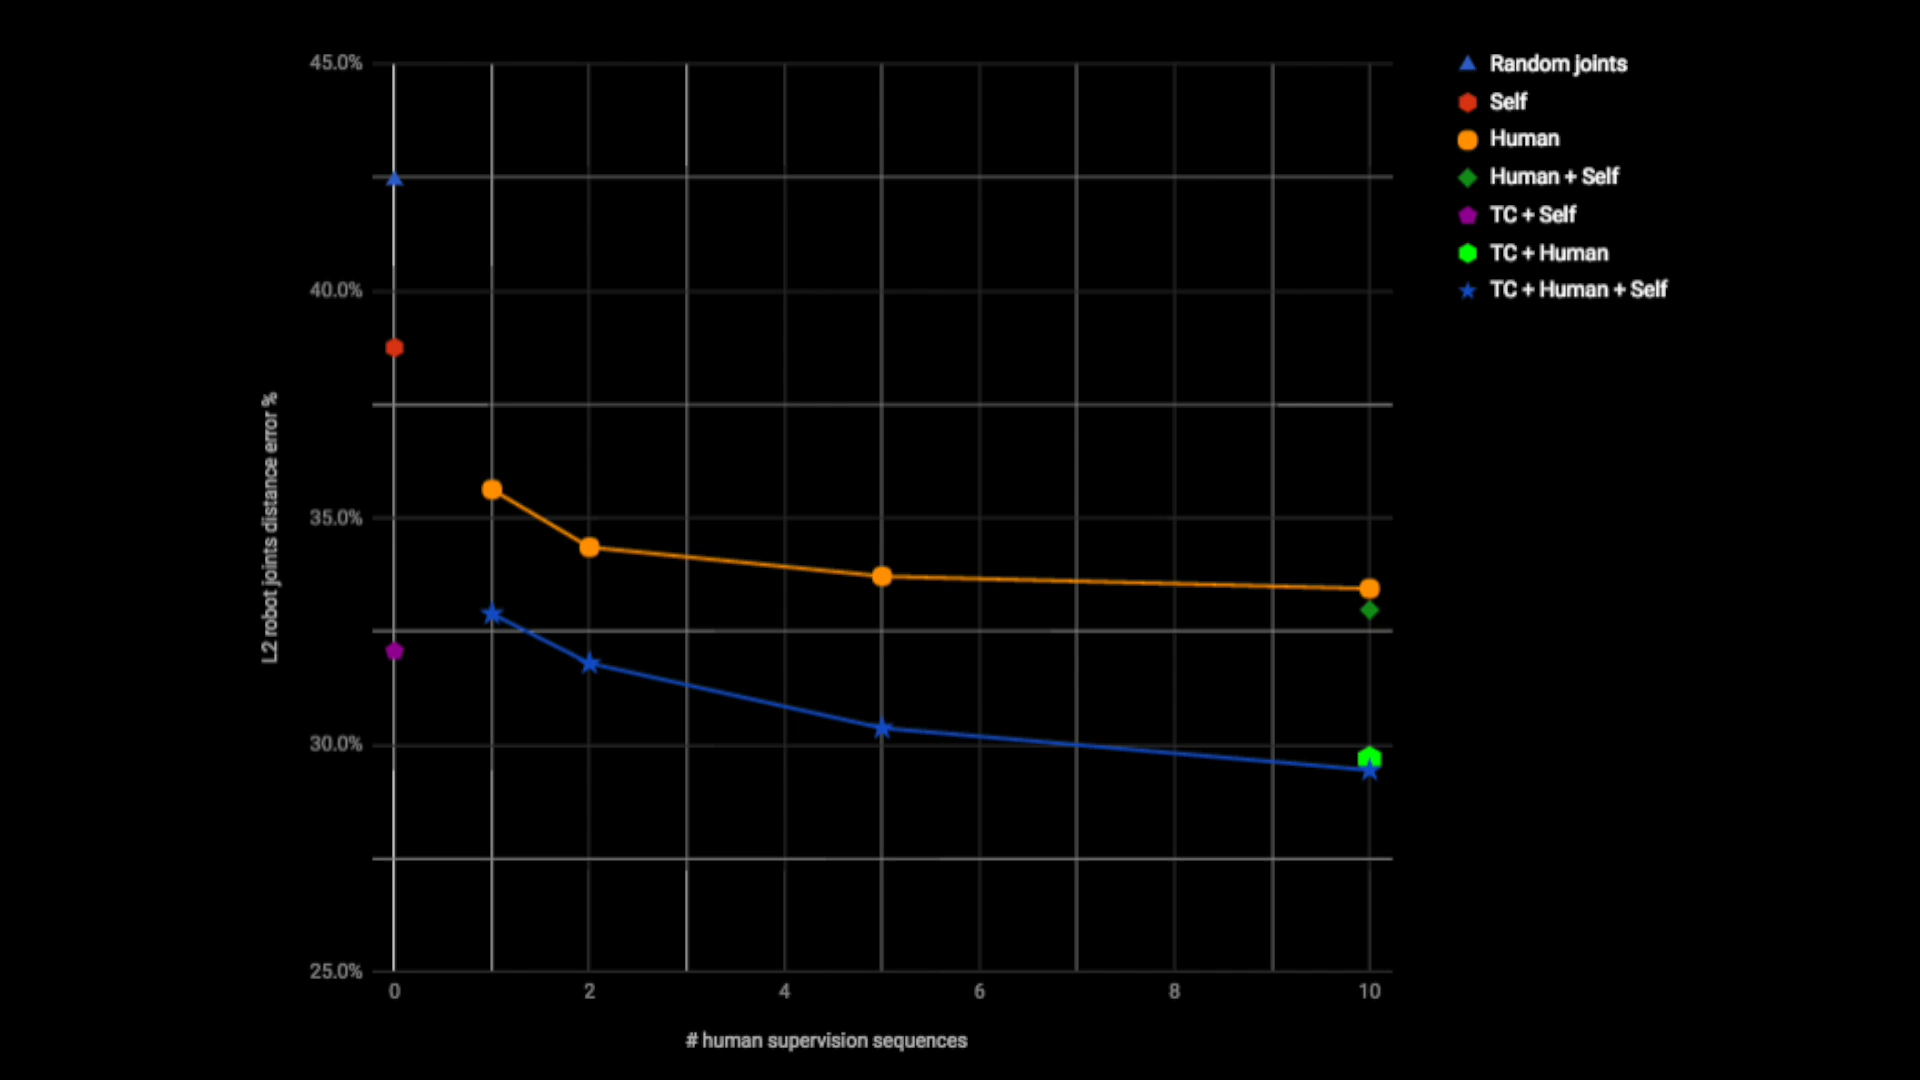 45.0%
40.0%
35.0%
30.0%
25.0%
L2 robot joints distance error %
0 2 4 6 8 10
# human supervision sequences
Random joints
Self
Human
Human + Self
TC + Self
TC + Human
TC + Human + Self